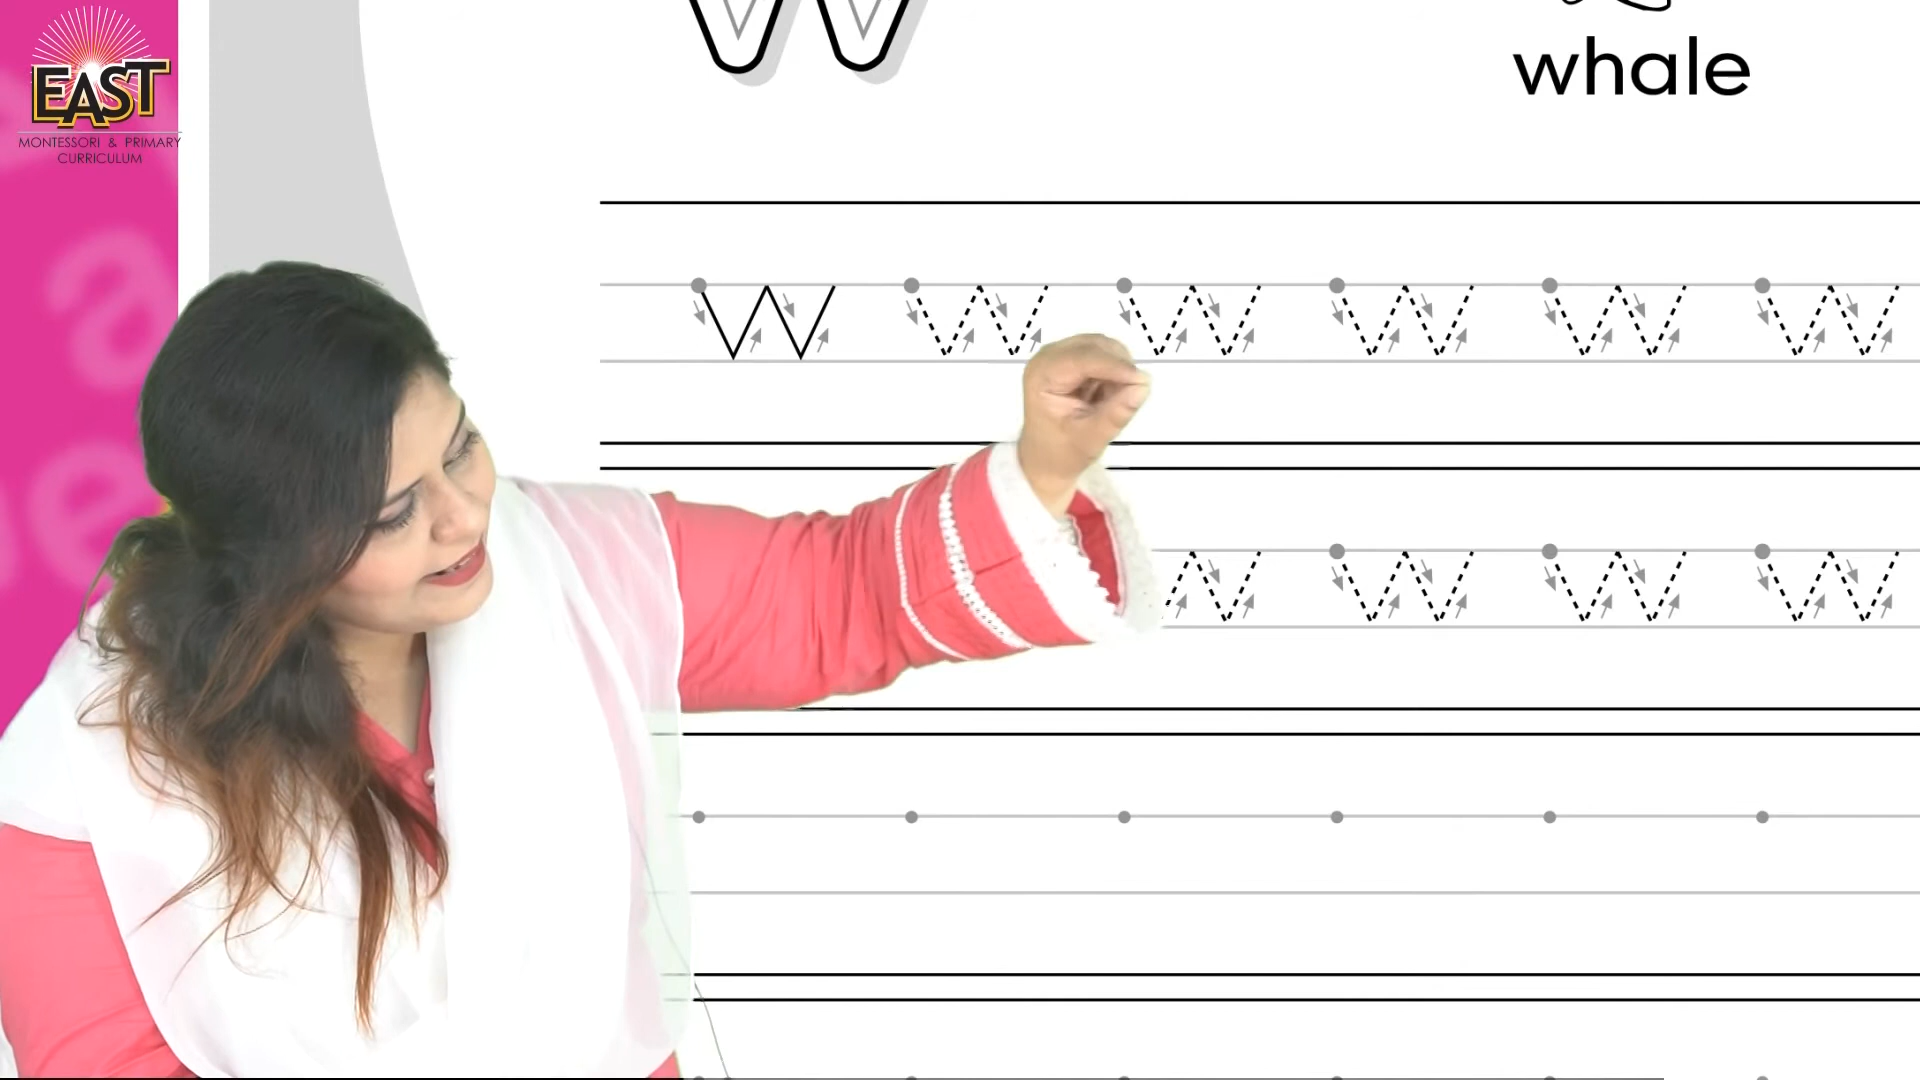 EAST
MONTESSORI & PRIMARY
CURRICULUM
w
whale
w w w w w w
w w w w